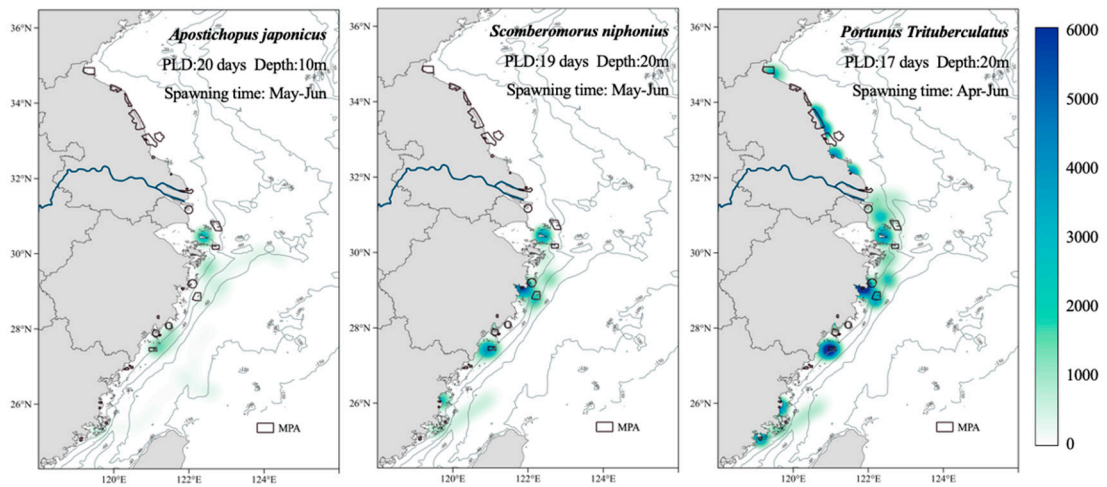 Apostichopus japonicus
PLD:20 days Depth:10m
Spawning time: May-Jun
36°N
34°N
32°N
30°N
28°N
26°N
MPA
120°E
122°E
124°E
Scomberomorus niphonius
PLD:19 days Depth:20m
Spawning time: May-Jun
36°N
34°N
32°N
30°N
28°N
26°N
MPA
120°E
122°E
124°E
Portunus Trituberculatus
PLD:17 days Depth:20m
Spawning time: Apr-Jun
36°N
34°N
32°N
30°N
28°N
26°N
MPA
120°E
122°E
124°E
6000
5000
4000
3000
2000
1000
0